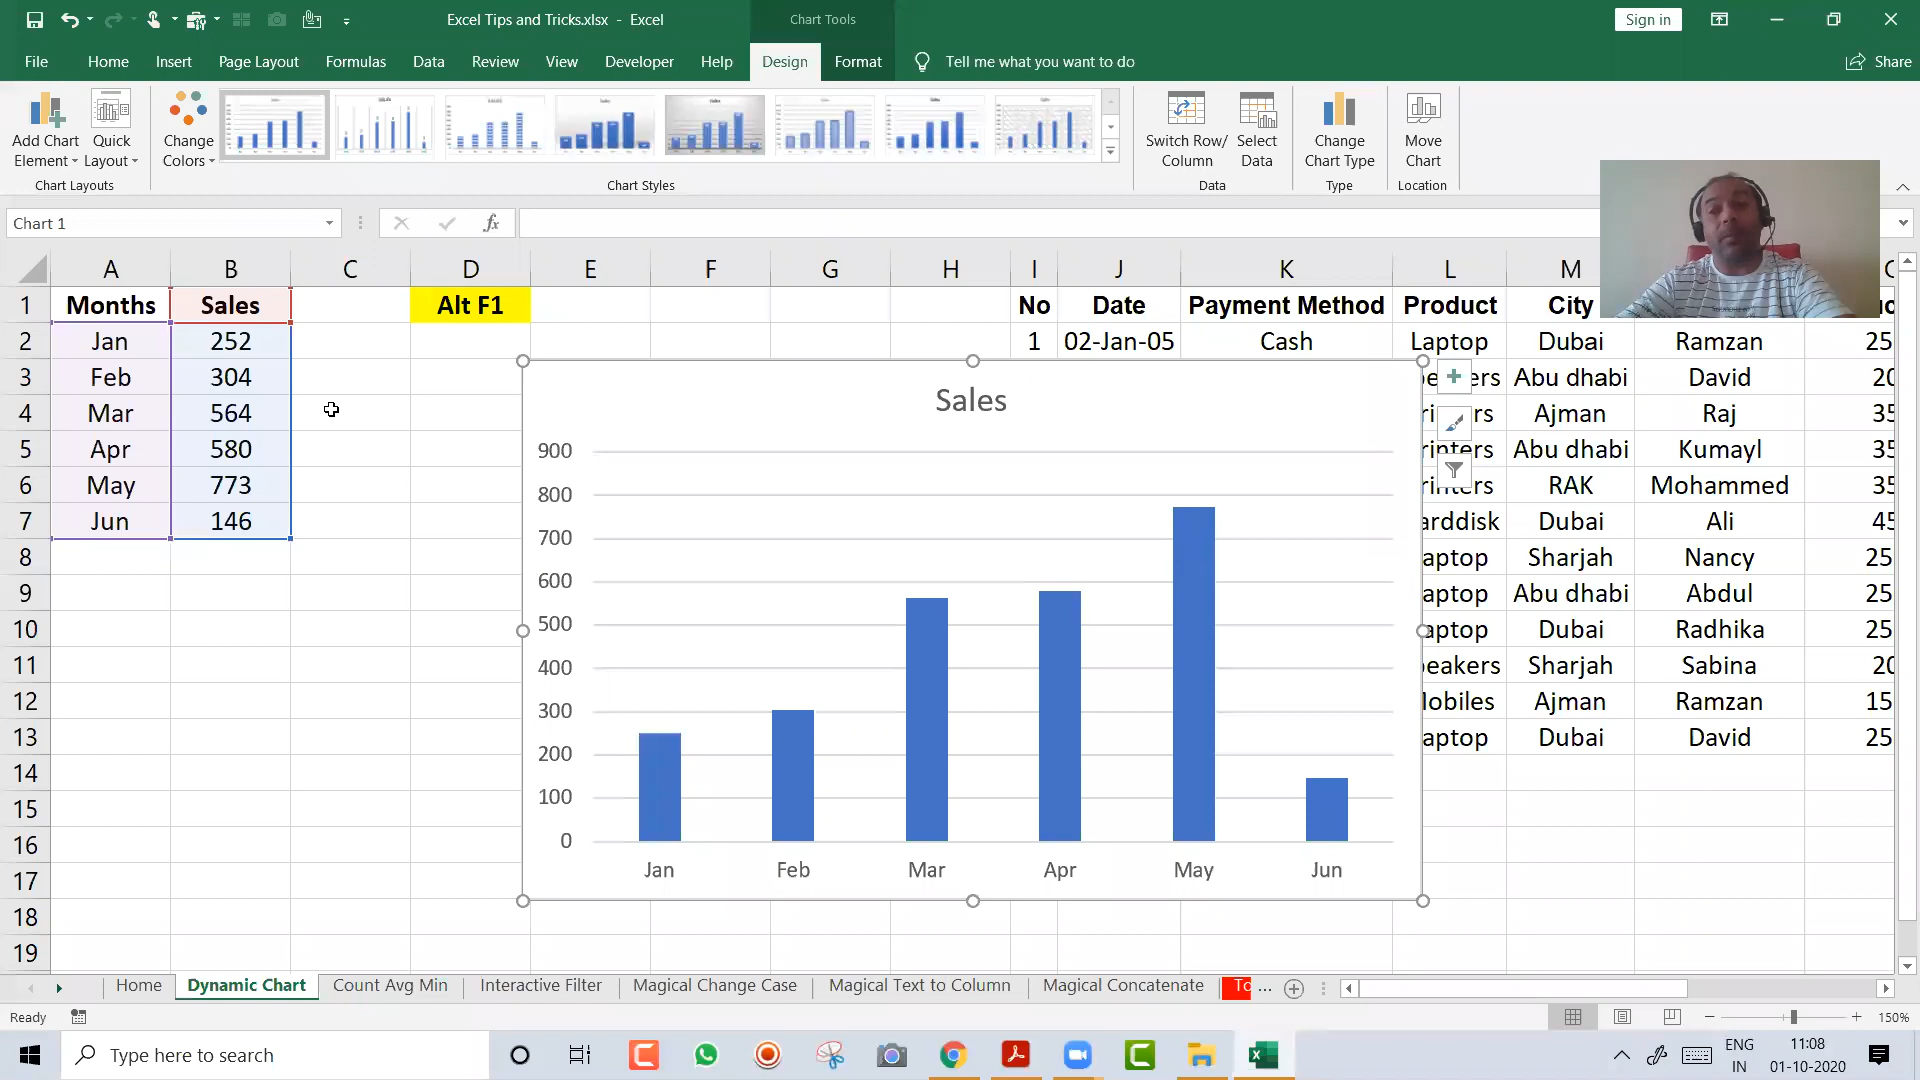 Excel Tips and Tricks.xlsx - Excel
Chart Tools
Sign in
File Home Insert Page Layout Formulas Data Review View Developer Help Design Format Tell me what you want to do Share
Add Chart Element
Quick Layout
Change Colors
Switch Row/Column
Select Data
Change Chart Type
Move Chart
Chart Layouts
Chart Styles
Data
Type
Location
Chart 1
fx
A B C D E F G H I J K L M
1 Months Sales Alt F1 No Date Payment Method Product City
2 Jan 252 1 02-Jan-05 Cash Laptop Dubai Ramzan 25
3 Feb 304 ers Abu dhabi David 20
4 Mar 564 rs Ajman Raj 35
5 Apr 580 rinters Abu dhabi Kumayl 35
6 May 773 rinters RAK Mohammed 35
7 Jun 146 arddisk Dubai Ali 45
8 aptop Sharjah Nancy 25
9 aptop Abu dhabi Abdul 25
10 aptop Dubai Radhika 25
11 peakers Sharjah Sabina 20
12 lobiles Ajman Ramzan 15
13 aptop Dubai David 25
14
15
16
17
18
19
Sales
900
800
700
600
500
400
300
200
100
0
Jan Feb Mar Apr May Jun
Home Dynamic Chart Count Avg Min Interactive Filter Magical Change Case Magical Text to Column Magical Concatenate To ...
Ready
150%
Type here to search
ENG
IN
11:08
01-10-2020